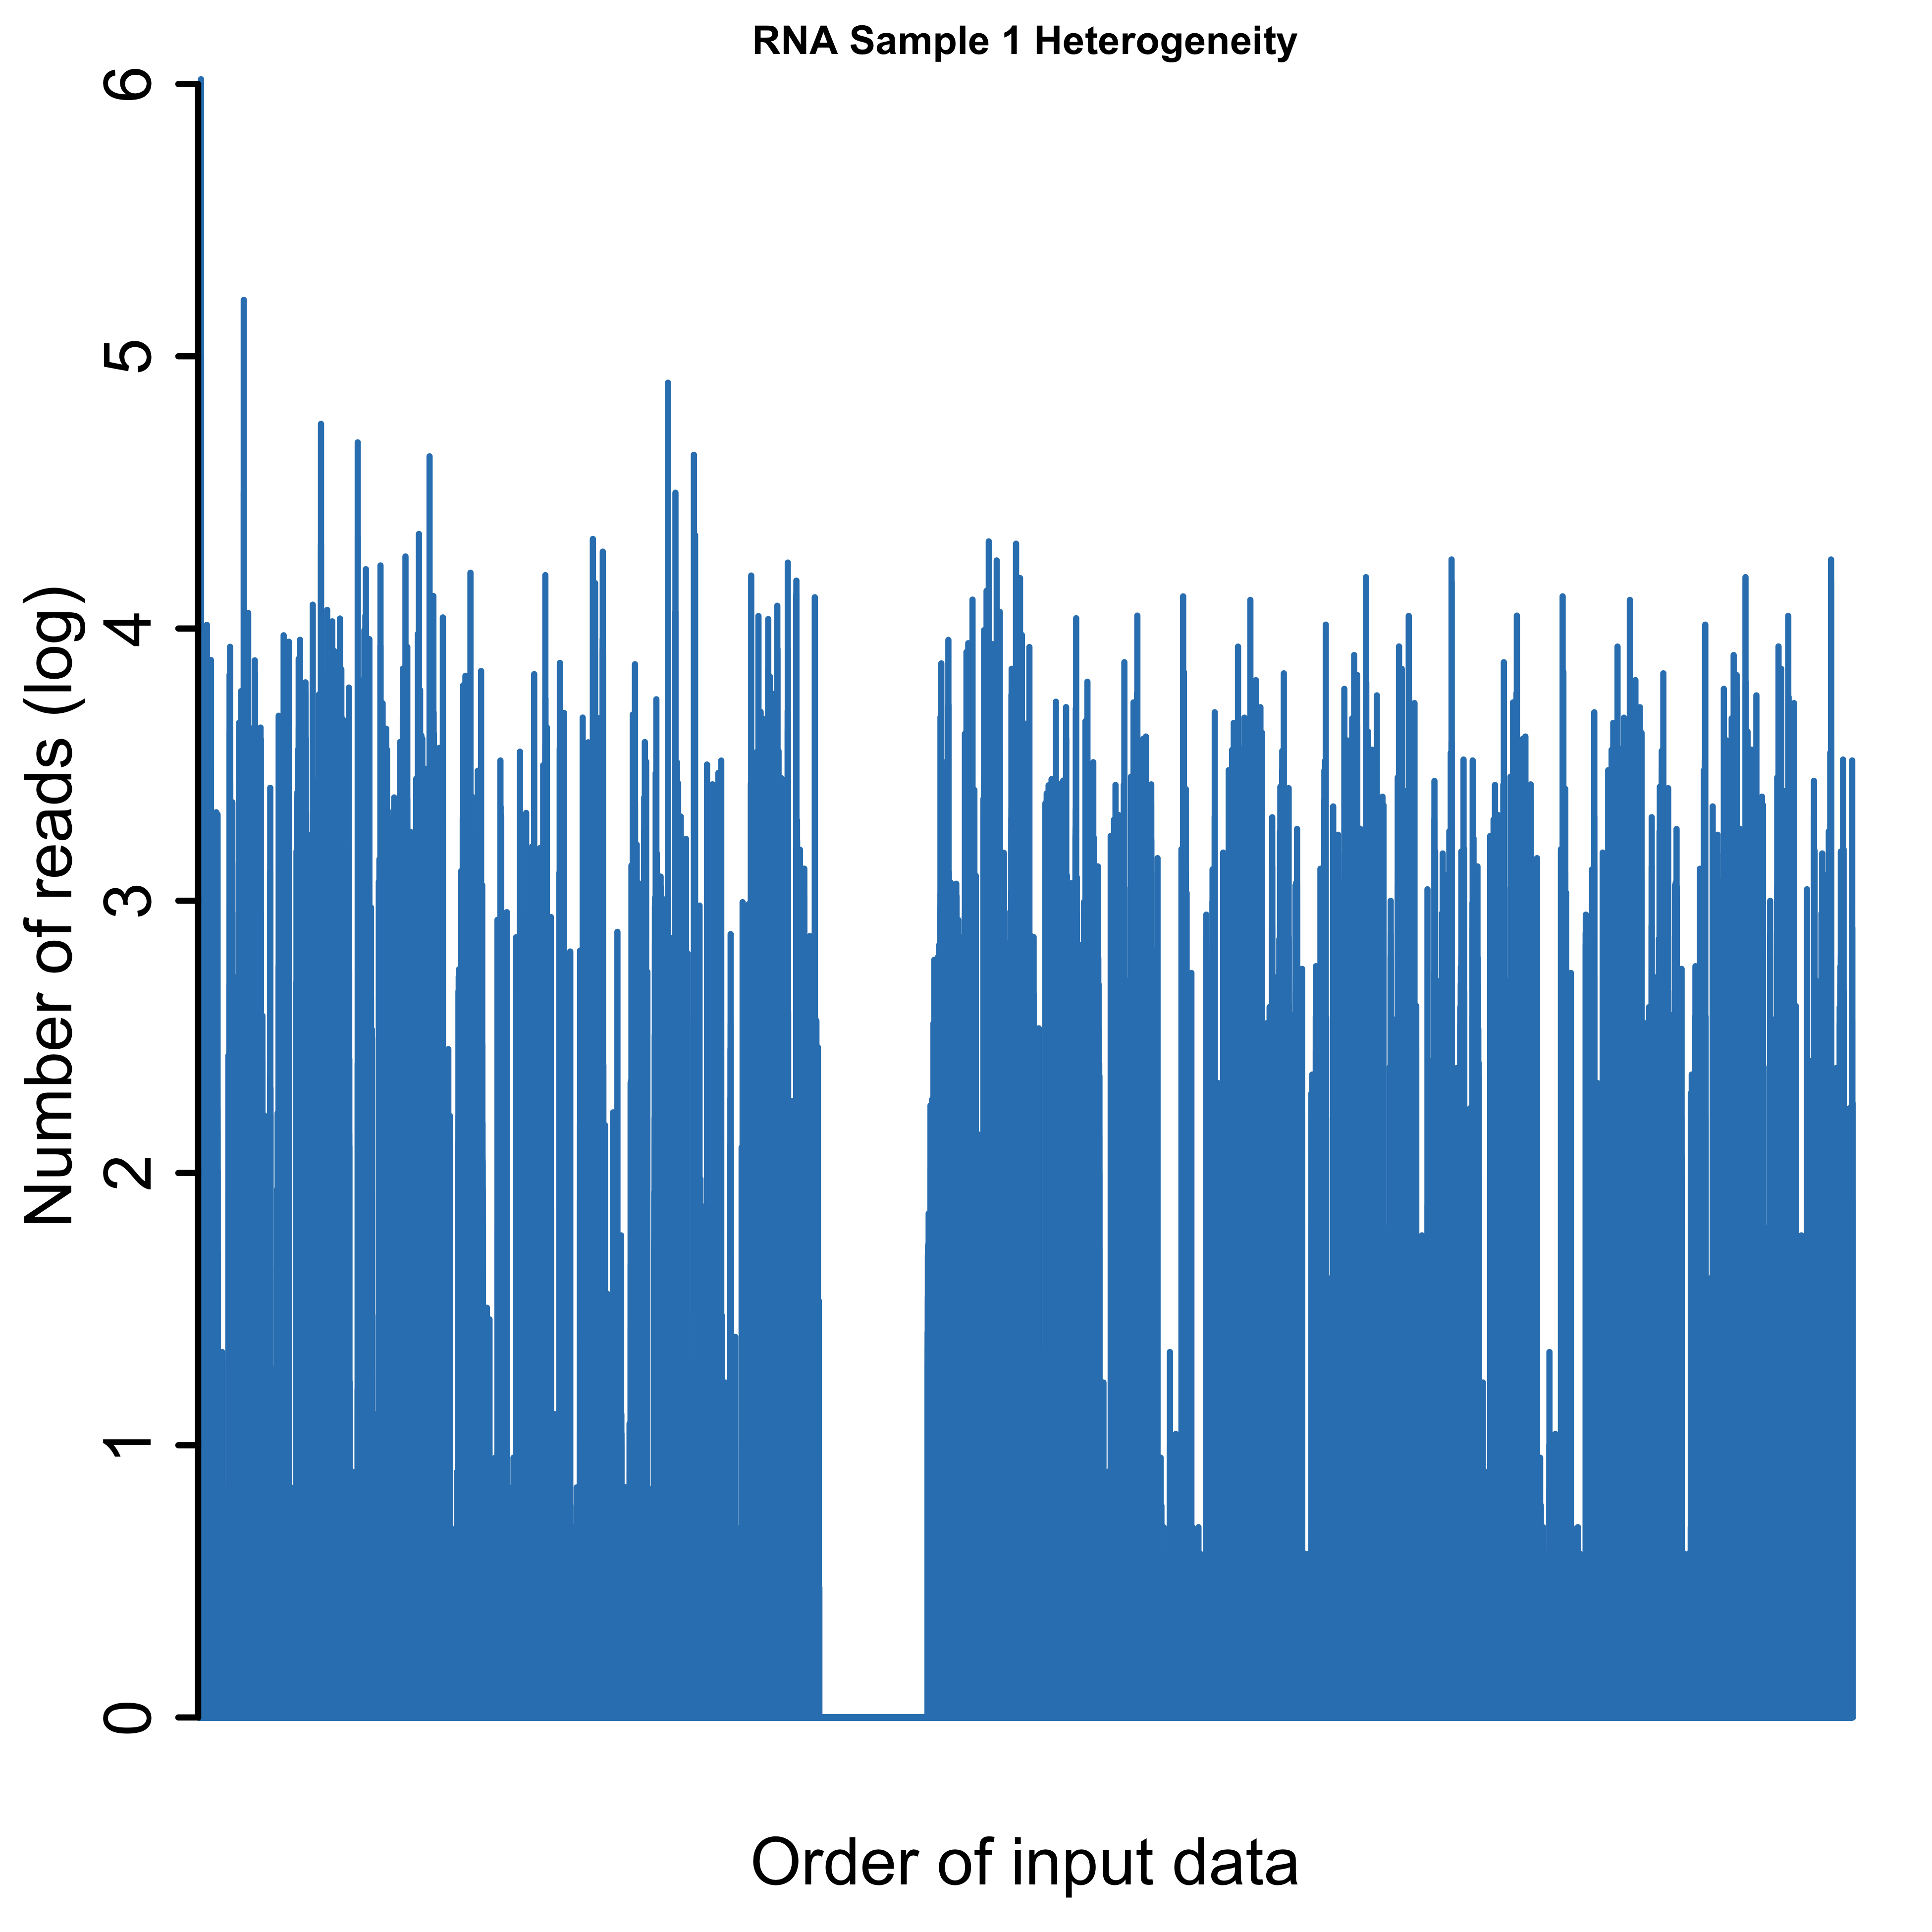 RNA Sample 1 Heterogeneity
6
5
4
3
2
1
0
Number of reads (log)
Order of input data